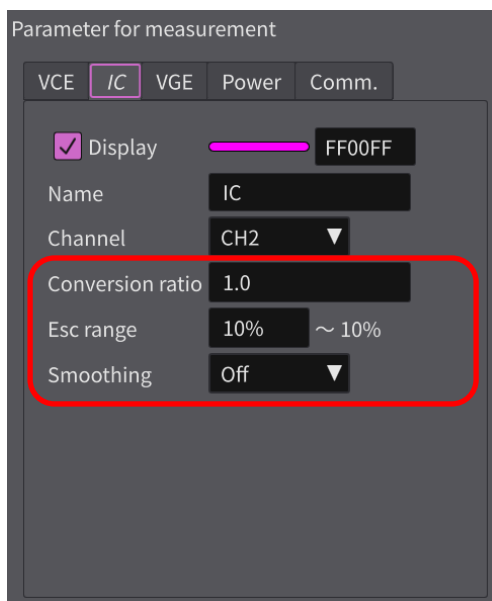 Parameter for measurement
VCE IC VGE Power Comm.
Display FF00FF
Name IC
Channel CH2 ▼
Conversion ratio 1.0
Esc range 10% ～ 10%
Smoothing Off ▼